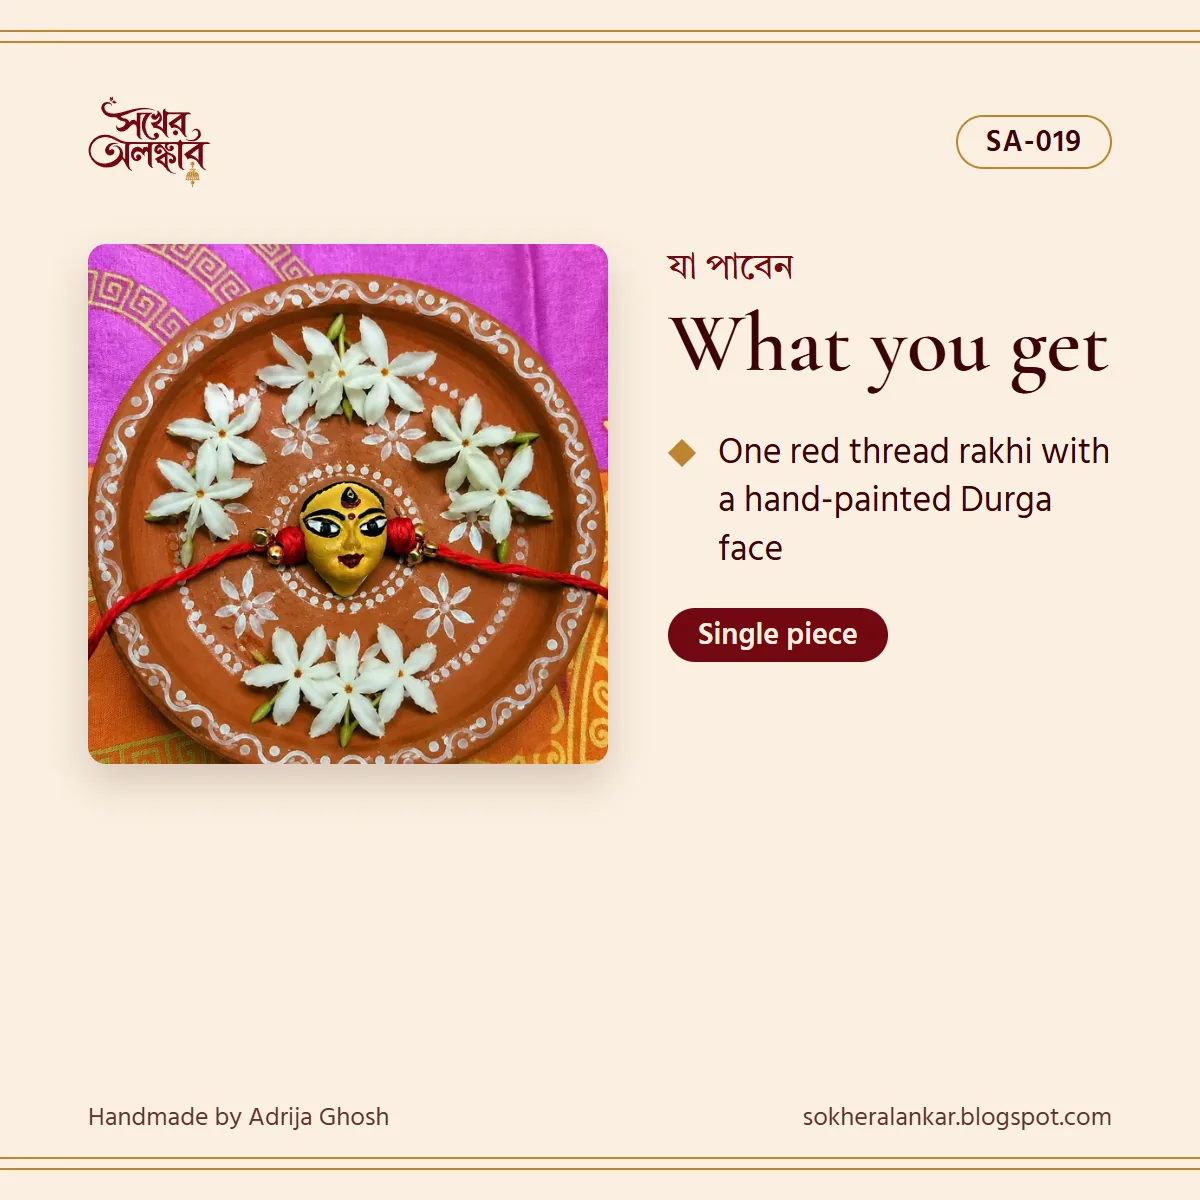 সখের
অলঙ্কার
SA-019
যা পাবেন
What you get
One red thread rakhi with
a hand-painted Durga
face
Single piece
Handmade by Adrija Ghosh
sokheralankar.blogspot.com